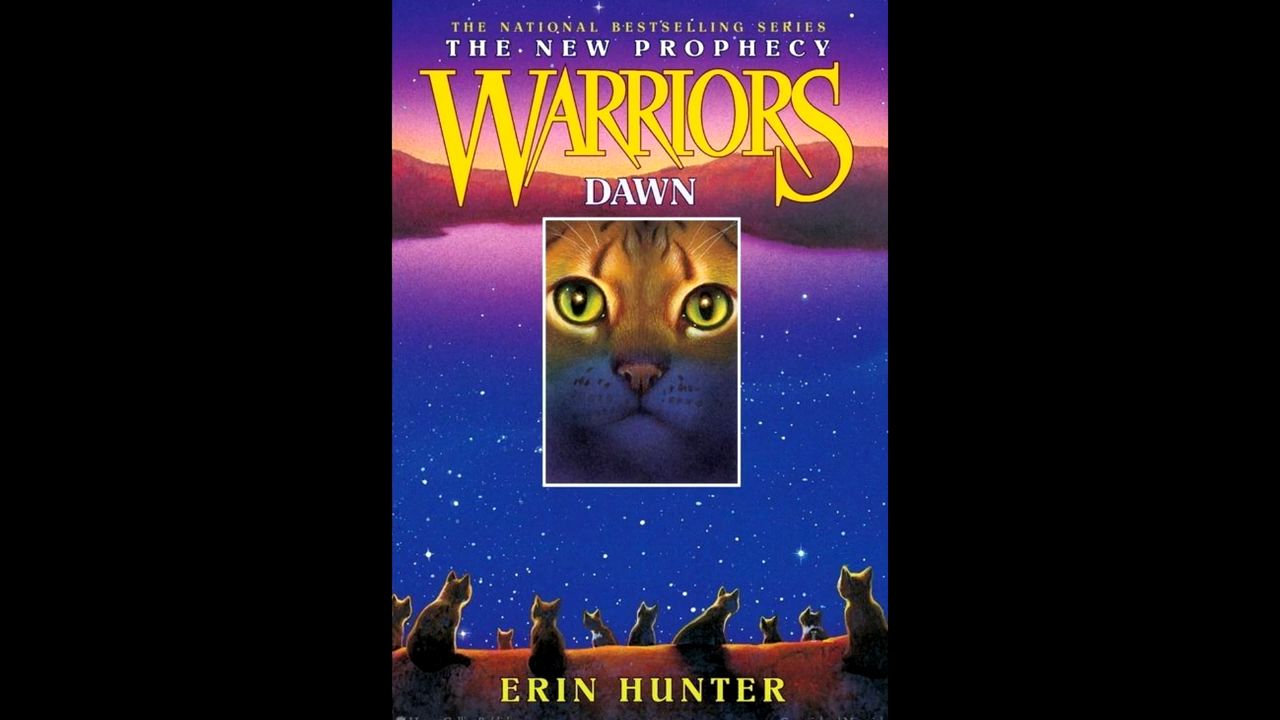 THE NATIONAL BESTSELLING SERIES
THE NEW PROPHECY
WARRIORS
DAWN
ERIN HUNTER